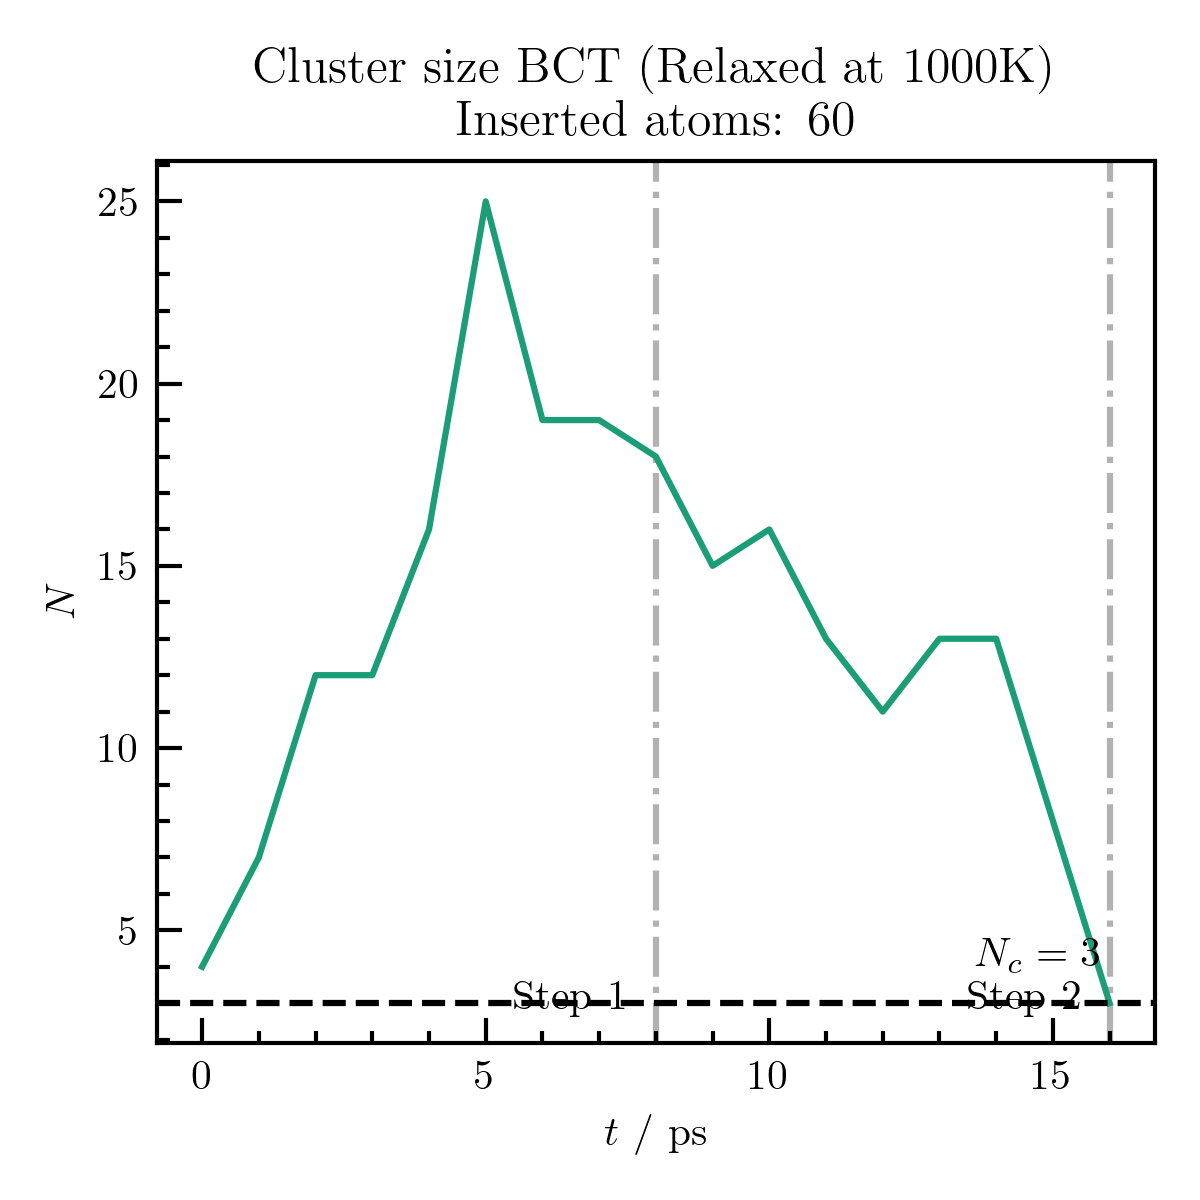 Cluster size BCT (Relaxed at 1000K)
Inserted atoms: 60
25
20
15
10
5
N
N_c = 3
Step 1
Step 2
0 5 10 15
t / ps